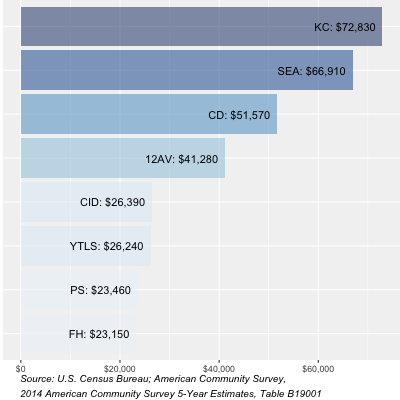 KC: $72,830
SEA: $66,910
CD: $51,570
12AV: $41,280
CID: $26,390
YTLS: $26,240
PS: $23,460
FH: $23,150
$0 $20,000 $40,000 $60,000
Source: U.S. Census Bureau; American Community Survey,
2014 American Community Survey 5-Year Estimates, Table B19001